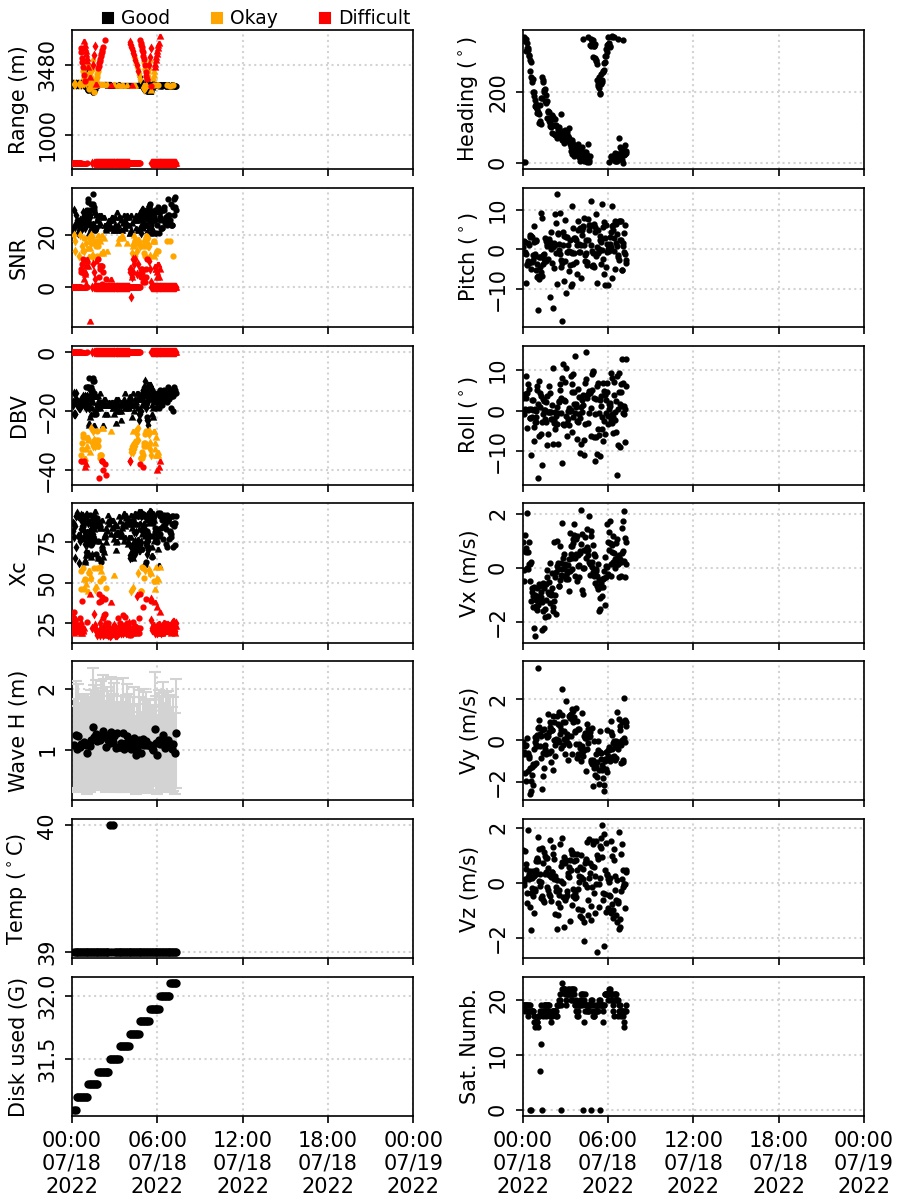 Good Okay Difficult
Range (m)
3480
1000
Heading (°)
200
0
SNR
20
0
Pitch (°)
10
0
−10
DBV
0
−20
−40
Roll (°)
10
0
−10
Xc
75
50
25
Vx (m/s)
2
0
−2
Wave H (m)
2
1
Vy (m/s)
2
0
−2
Temp (°C)
40
39
Vz (m/s)
2
0
−2
Disk used (G)
32.0
31.5
Sat. Numb.
20
10
0
00:00 06:00 12:00 18:00 00:00
07/18 07/18 07/18 07/18 07/19
2022 2022 2022 2022 2022
00:00 06:00 12:00 18:00 00:00
07/18 07/18 07/18 07/18 07/19
2022 2022 2022 2022 2022